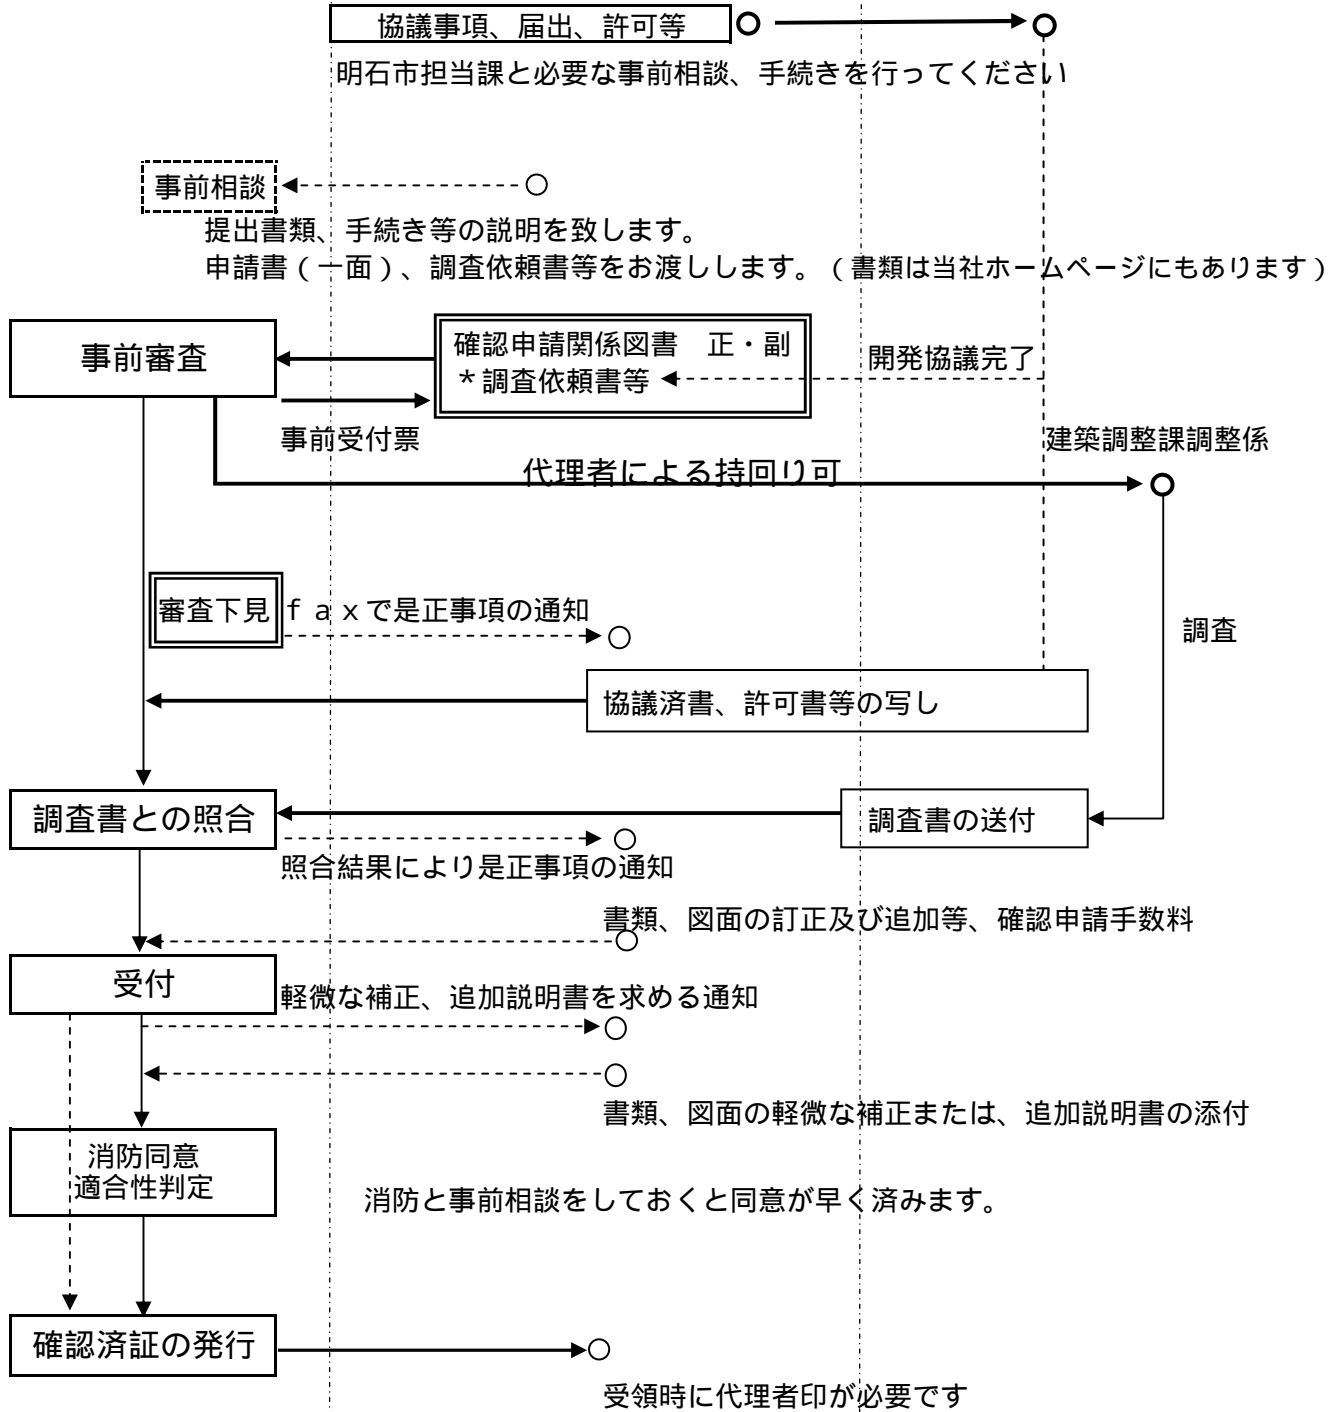 協議事項、届出、許可等
明石市担当課と必要な事前相談、手続きを行ってください
事前相談
提出書類、手続き等の説明を致します。
申請書(一面)、調査依頼書等をお渡しします。(書類は当社ホームページにもあります)
事前審査
確認申請関係図書　正・副
*調査依頼書等
開発協議完了
事前受付票
建築調整課調整係
代理者による持回り可
審査下見
faxで是正事項の通知
調査
協議済書、許可書等の写し
調査書との照合
調査書の送付
照合結果により是正事項の通知
書類、図面の訂正及び追加等、確認申請手数料
受付
軽微な補正、追加説明書を求める通知
書類、図面の軽微な補正または、追加説明書の添付
消防同意
適合性判定
消防と事前相談をしておくと同意が早く済みます。
確認済証の発行
受領時に代理者印が必要です